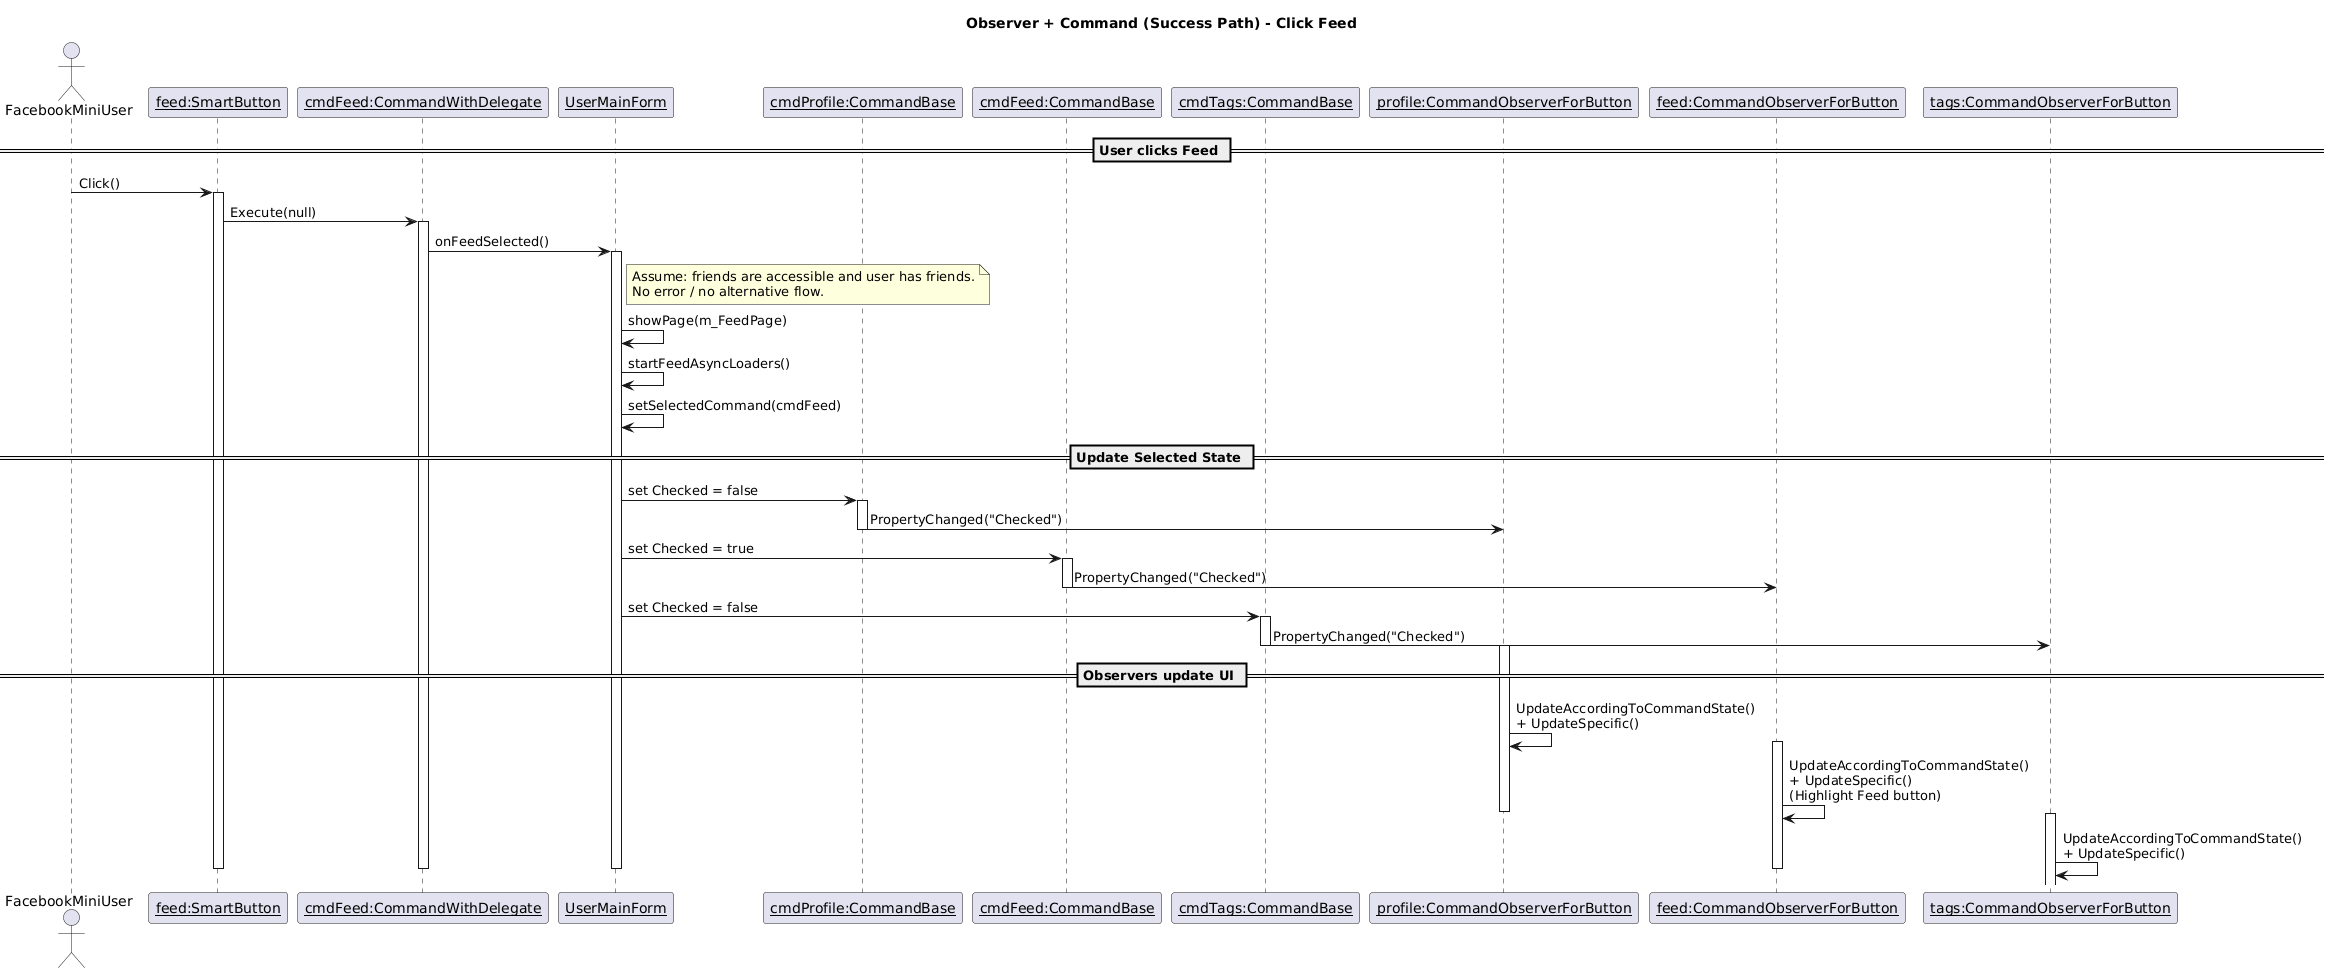 Observer + Command (Success Path) - Click Feed
FacebookMiniUser
feed:SmartButton
cmdFeed:CommandWithDelegate
UserMainForm
cmdProfile:CommandBase
cmdFeed:CommandBase
cmdTags:CommandBase
profile:CommandObserverForButton
feed:CommandObserverForButton
tags:CommandObserverForButton
User clicks Feed
Click()
Execute(null)
onFeedSelected()
Assume: friends are accessible and user has friends.
No error / no alternative flow.
showPage(m_FeedPage)
startFeedAsyncLoaders()
setSelectedCommand(cmdFeed)
Update Selected State
set Checked = false
PropertyChanged("Checked")
set Checked = true
PropertyChanged("Checked")
set Checked = false
PropertyChanged("Checked")
Observers update UI
UpdateAccordingToCommandState()
+ UpdateSpecific()
UpdateAccordingToCommandState()
+ UpdateSpecific()
(Highlight Feed button)
UpdateAccordingToCommandState()
+ UpdateSpecific()
FacebookMiniUser
feed:SmartButton
cmdFeed:CommandWithDelegate
UserMainForm
cmdProfile:CommandBase
cmdFeed:CommandBase
cmdTags:CommandBase
profile:CommandObserverForButton
feed:CommandObserverForButton
tags:CommandObserverForButton